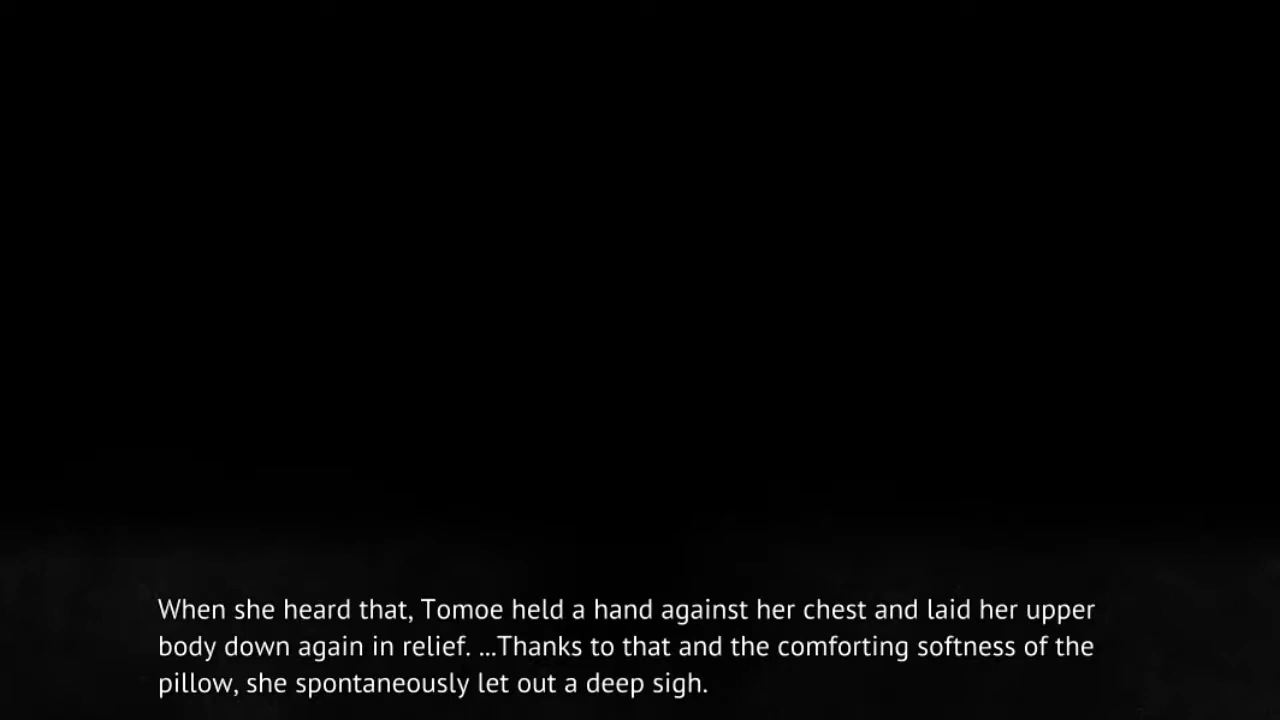 When she heard that, Tomoe held a hand against her chest and laid her upper
body down again in relief. ...Thanks to that and the comforting softness of the
pillow, she spontaneously let out a deep sigh.